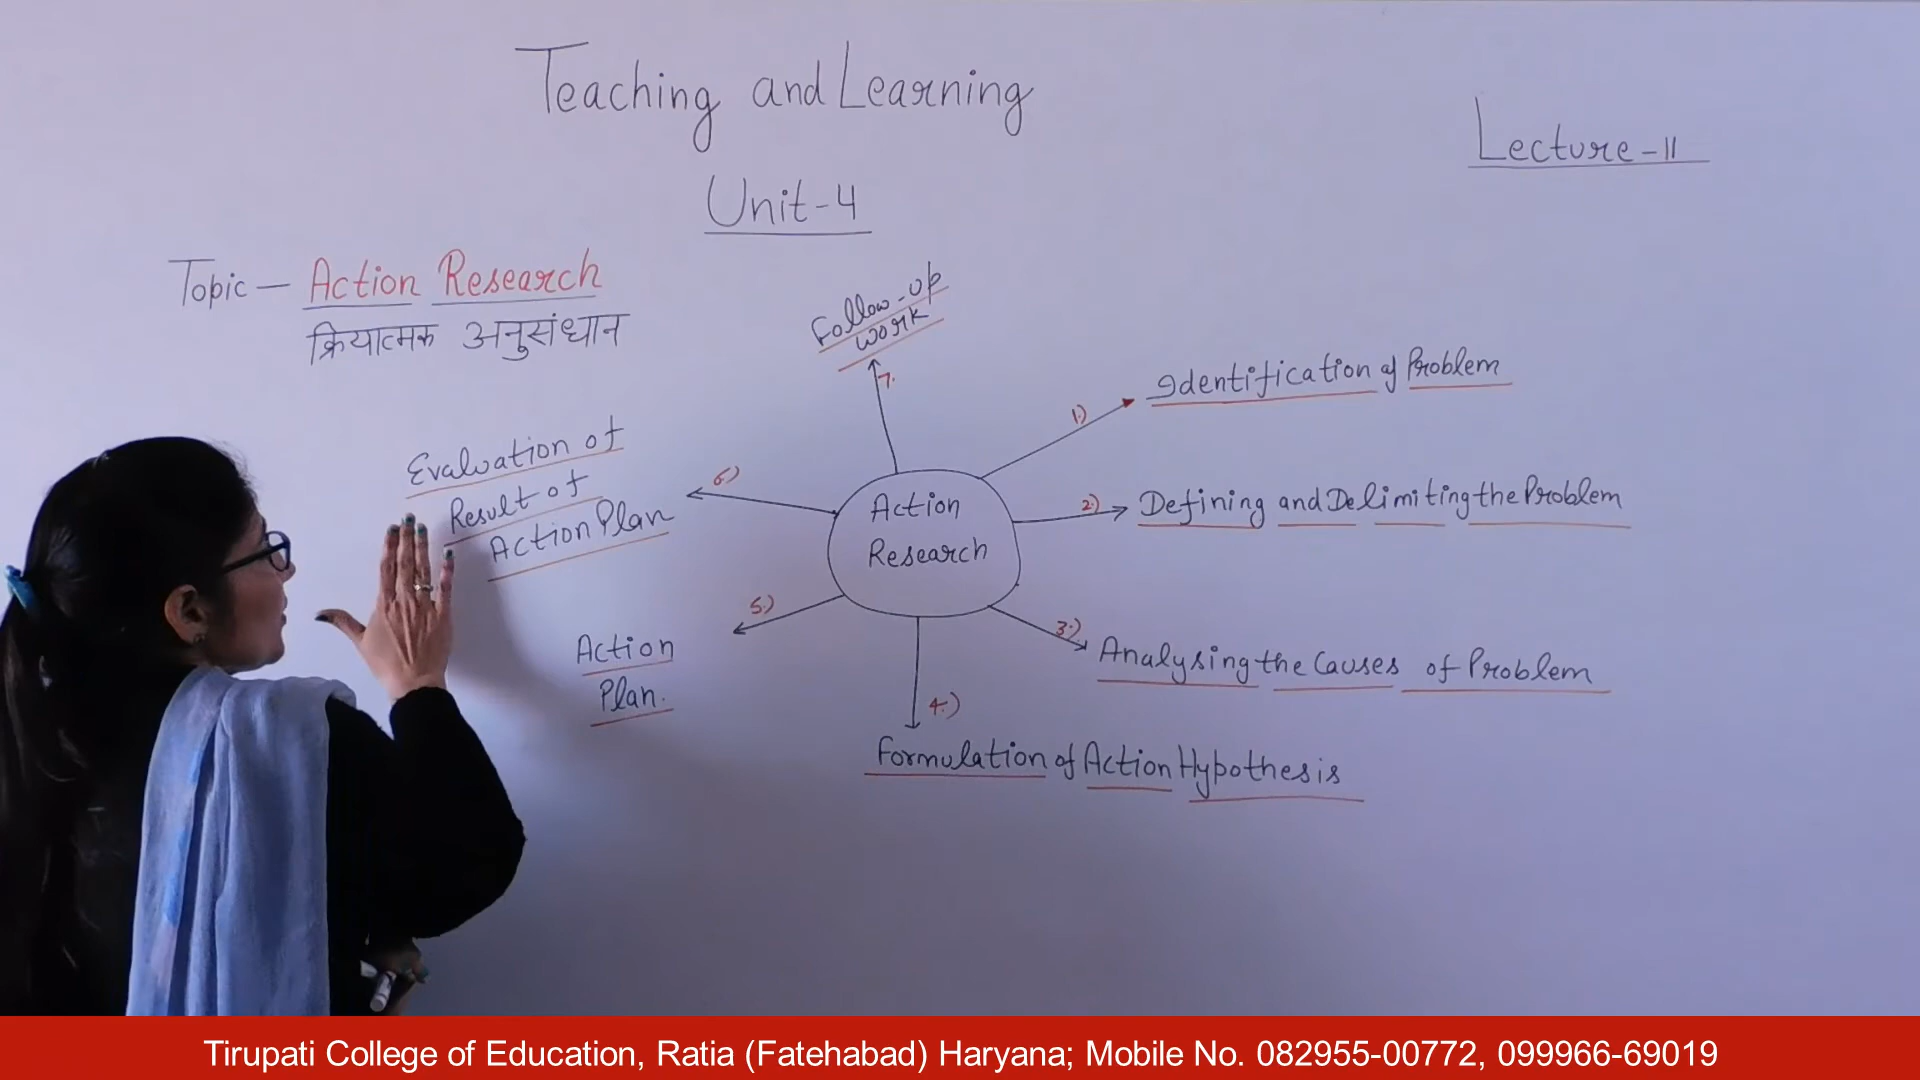 Teaching and Learning
Lecture-11
Unit-4
Topic — Action Research
क्रियात्मक अनुसंधान
Follow-up
work
7.
1.)
Identification of Problem
Evaluation of
Result of
Action Plan
6.)
Action
Research
2.)
Defining and Delimiting the Problem
5.)
Action
Plan.
3.)
Analysing the Causes of Problem
4.)
Formulation of Action Hypothesis
Tirupati College of Education, Ratia (Fatehabad) Haryana; Mobile No. 082955-00772, 099966-69019